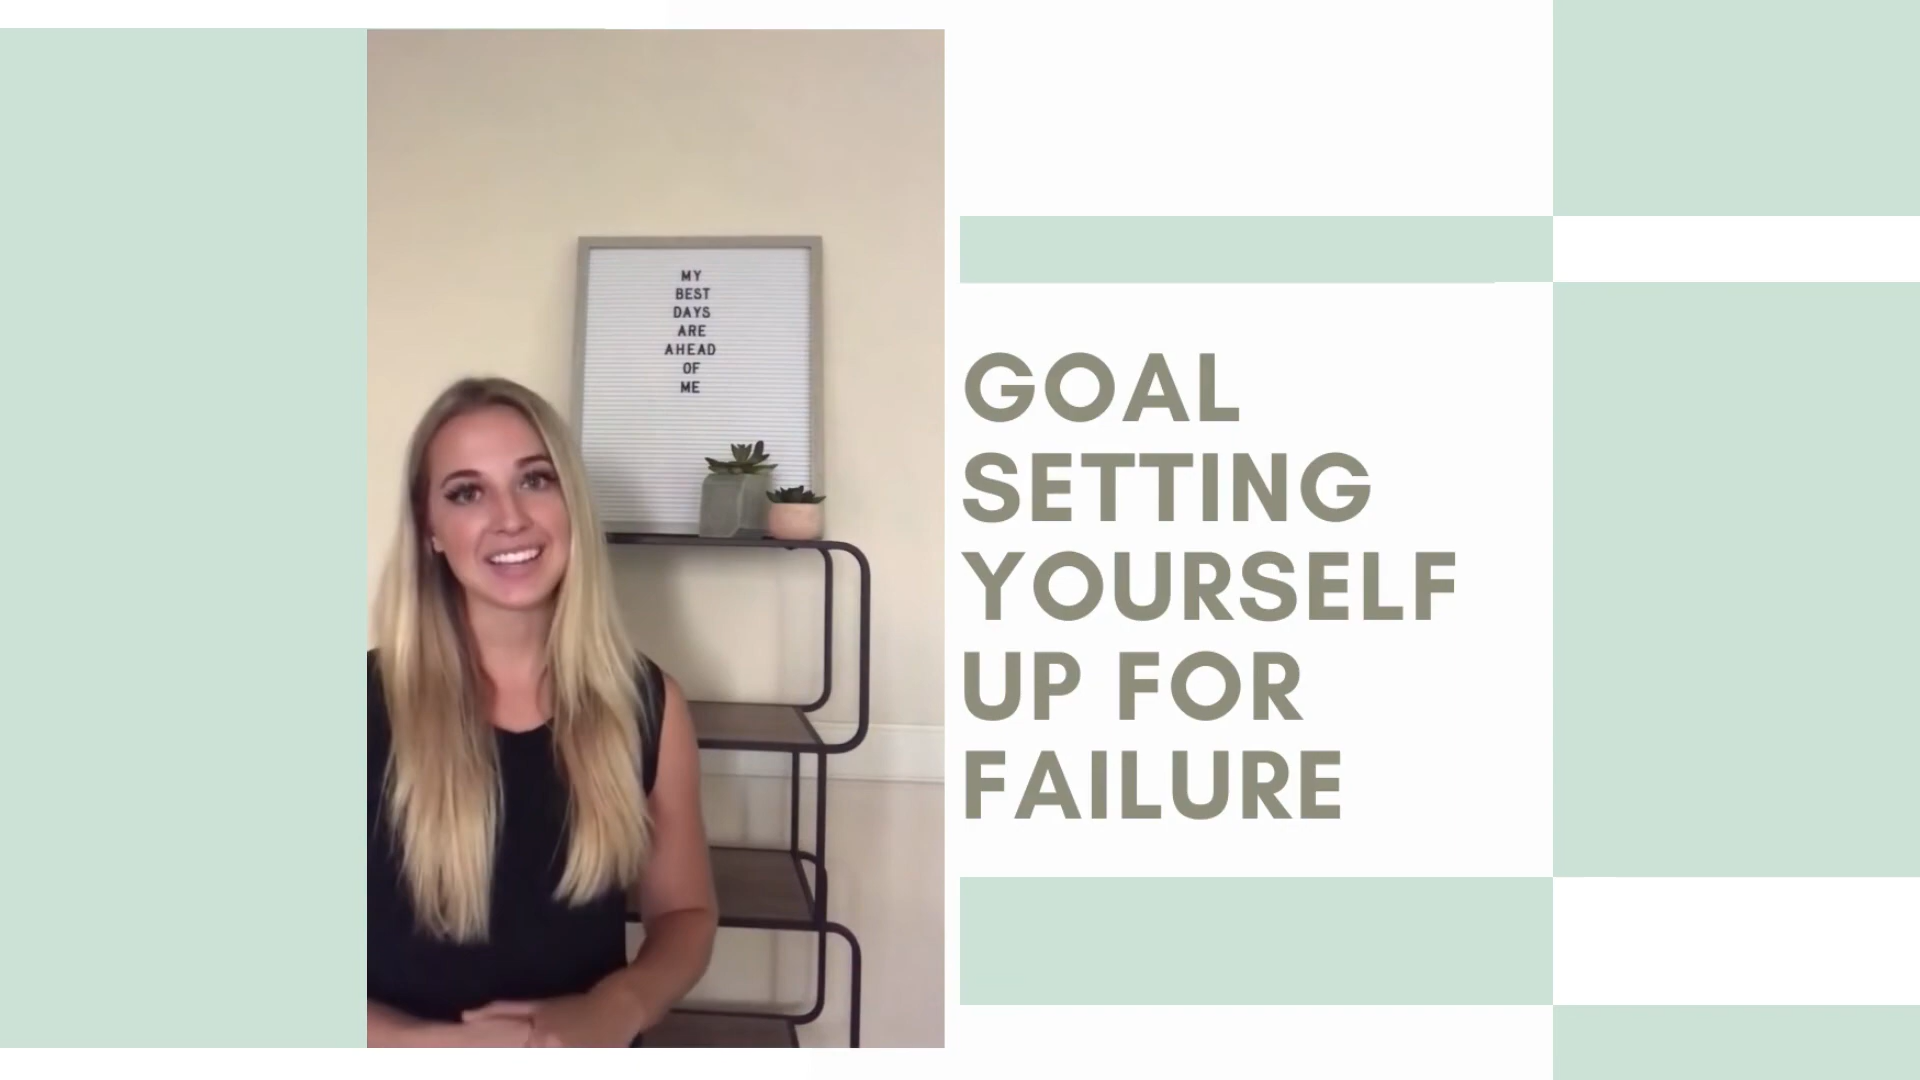 MY
BEST
DAYS
ARE
AHEAD
OF
ME
GOAL
SETTING
YOURSELF
UP FOR
FAILURE